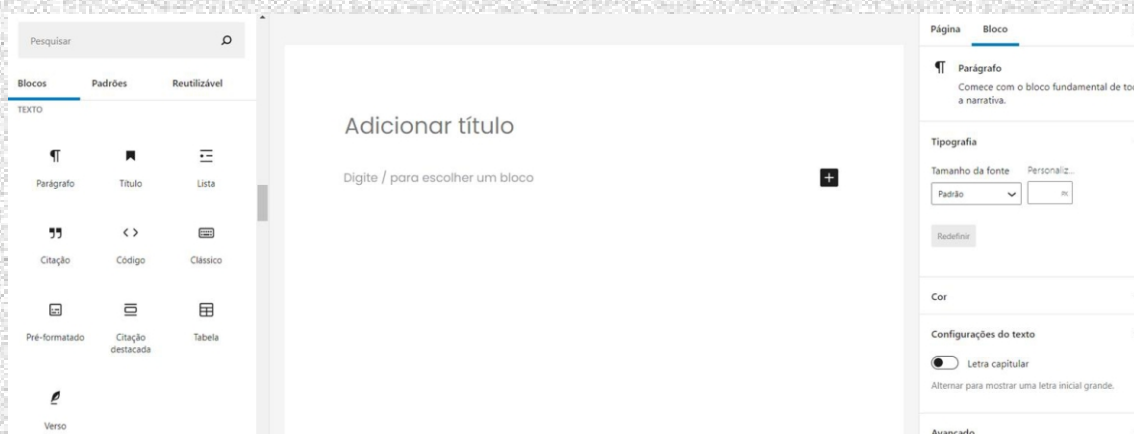 Pesquisar
Blocos Padrões Reutilizável
TEXTO
Parágrafo Título Lista
Citação Código Clássico
Pré-formatado Citação destacada Tabela
Verso
Adicionar título
Digite / para escolher um bloco
Página Bloco
Parágrafo
Comece com o bloco fundamental de
a narrativa.
Tipografia
Tamanho da fonte Personaliz...
Padrão
Redefinir
Cor
Configurações do texto
Letra capitular
Alternar para mostrar uma letra inicial grande.
Avançado